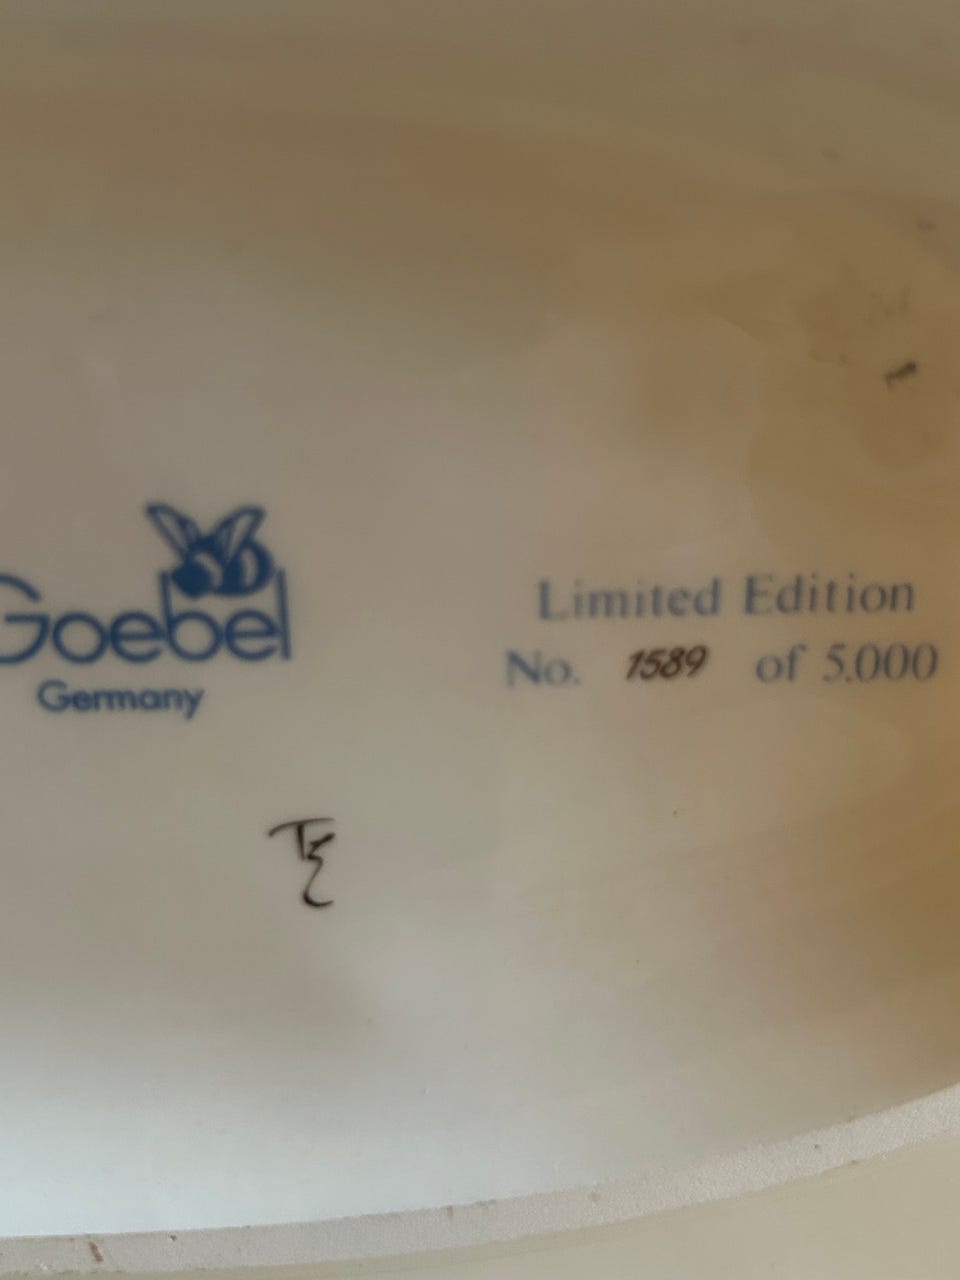 Goebel
Germany
Limited Edition
No. 1589 of 5.000